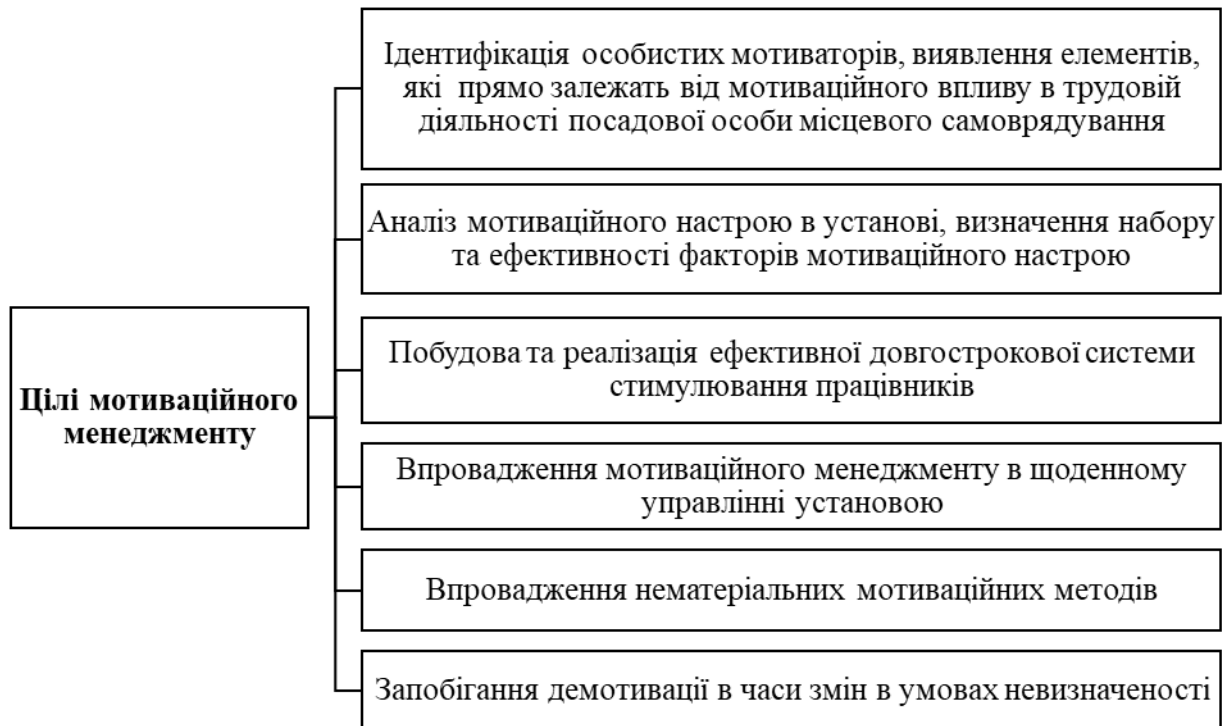 Цілі мотиваційного
менеджменту
Ідентифікація особистих мотиваторів, виявлення елементів,
які прямо залежать від мотиваційного впливу в трудовій
діяльності посадової особи місцевого самоврядування
Аналіз мотиваційного настрою в установі, визначення набору
та ефективності факторів мотиваційного настрою
Побудова та реалізація ефективної довгострокової системи
стимулювання працівників
Впровадження мотиваційного менеджменту в щоденному
управлінні установою
Впровадження нематеріальних мотиваційних методів
Запобігання демотивації в часи змін в умовах невизначеності